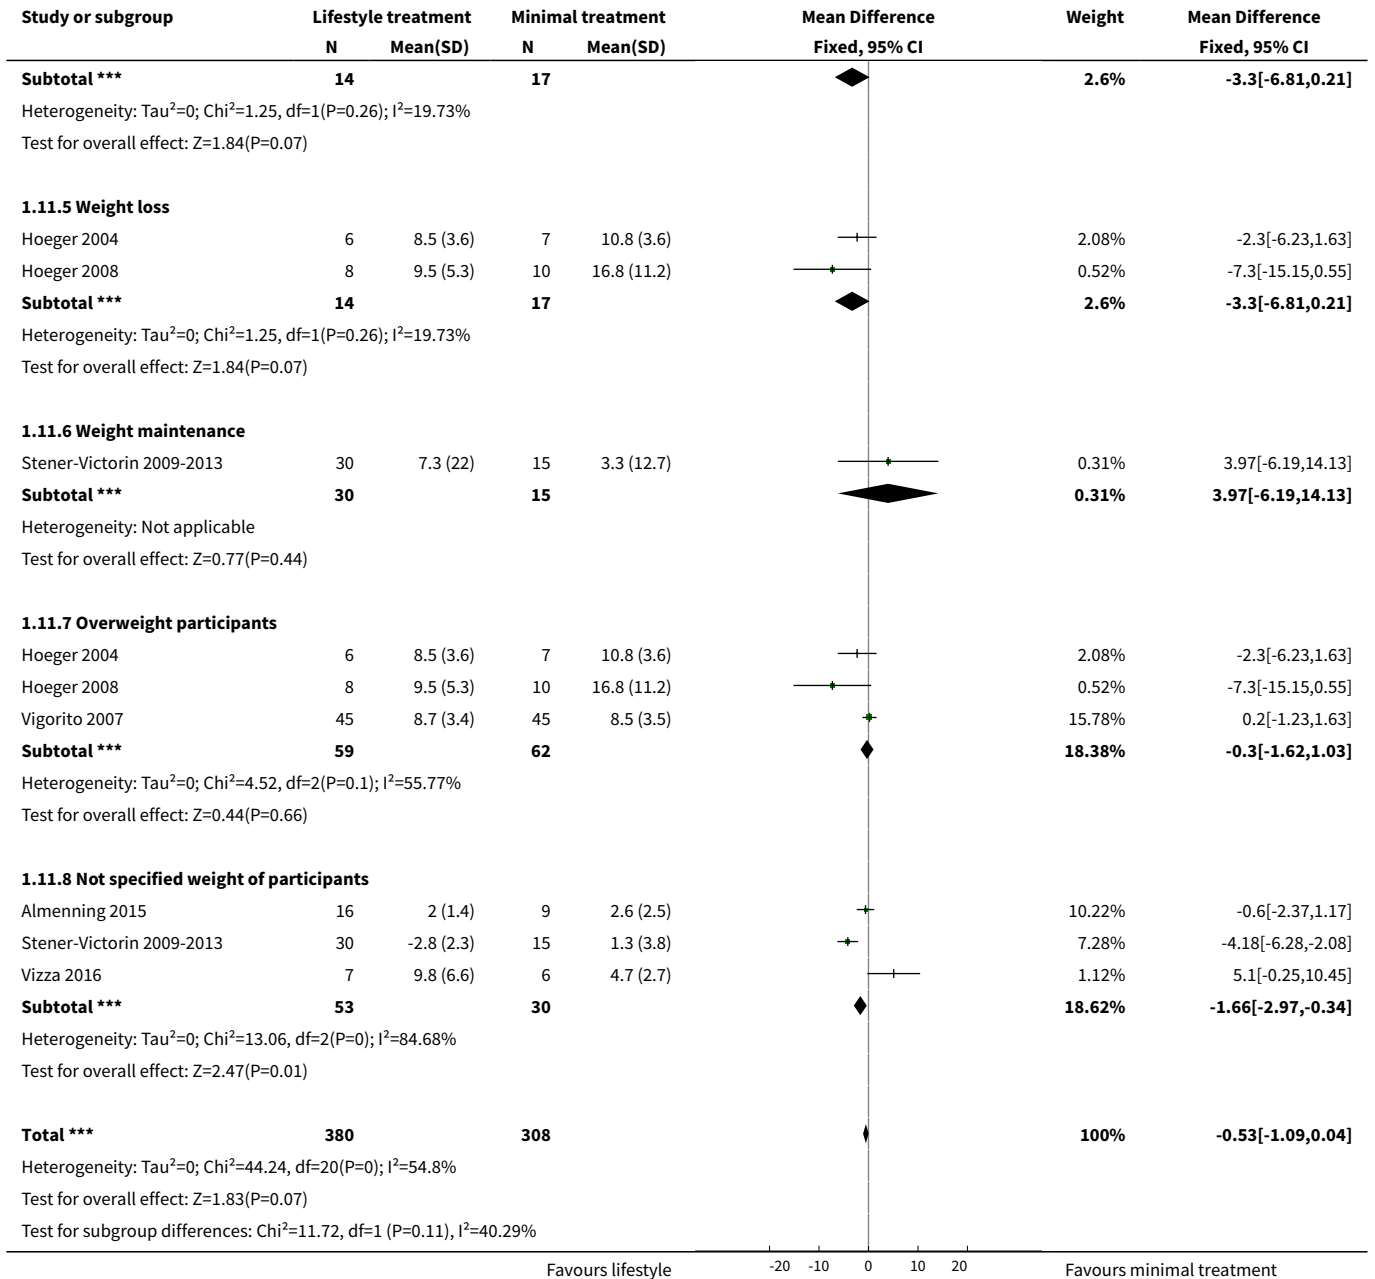 Study or subgroup Lifestyle treatment Minimal treatment Mean Difference Weight Mean Difference
N Mean(SD) N Mean(SD) Fixed, 95% CI Fixed, 95% CI
Subtotal *** 14 17 2.6% -3.3[-6.81,0.21]
Heterogeneity: Tau²=0; Chi²=1.25, df=1(P=0.26); I²=19.73%
Test for overall effect: Z=1.84(P=0.07)
1.11.5 Weight loss
Hoeger 2004 6 8.5 (3.6) 7 10.8 (3.6) 2.08% -2.3[-6.23,1.63]
Hoeger 2008 8 9.5 (5.3) 10 16.8 (11.2) 0.52% -7.3[-15.15,0.55]
Subtotal *** 14 17 2.6% -3.3[-6.81,0.21]
Heterogeneity: Tau²=0; Chi²=1.25, df=1(P=0.26); I²=19.73%
Test for overall effect: Z=1.84(P=0.07)
1.11.6 Weight maintenance
Stener-Victorin 2009-2013 30 7.3 (22) 15 3.3 (12.7) 0.31% 3.97[-6.19,14.13]
Subtotal *** 30 15 0.31% 3.97[-6.19,14.13]
Heterogeneity: Not applicable
Test for overall effect: Z=0.77(P=0.44)
1.11.7 Overweight participants
Hoeger 2004 6 8.5 (3.6) 7 10.8 (3.6) 2.08% -2.3[-6.23,1.63]
Hoeger 2008 8 9.5 (5.3) 10 16.8 (11.2) 0.52% -7.3[-15.15,0.55]
Vigorito 2007 45 8.7 (3.4) 45 8.5 (3.5) 15.78% 0.2[-1.23,1.63]
Subtotal *** 59 62 18.38% -0.3[-1.62,1.03]
Heterogeneity: Tau²=0; Chi²=4.52, df=2(P=0.1); I²=55.77%
Test for overall effect: Z=0.44(P=0.66)
1.11.8 Not specified weight of participants
Almenning 2015 16 2 (1.4) 9 2.6 (2.5) 10.22% -0.6[-2.37,1.17]
Stener-Victorin 2009-2013 30 -2.8 (2.3) 15 1.3 (3.8) 7.28% -4.18[-6.28,-2.08]
Vizza 2016 7 9.8 (6.6) 6 4.7 (2.7) 1.12% 5.1[-0.25,10.45]
Subtotal *** 53 30 18.62% -1.66[-2.97,-0.34]
Heterogeneity: Tau²=0; Chi²=13.06, df=2(P=0); I²=84.68%
Test for overall effect: Z=2.47(P=0.01)
Total *** 380 308 100% -0.53[-1.09,0.04]
Heterogeneity: Tau²=0; Chi²=44.24, df=20(P=0); I²=54.8%
Test for overall effect: Z=1.83(P=0.07)
Test for subgroup differences: Chi²=11.72, df=1 (P=0.11), I²=40.29%
Favours lifestyle -20 -10 0 10 20 Favours minimal treatment